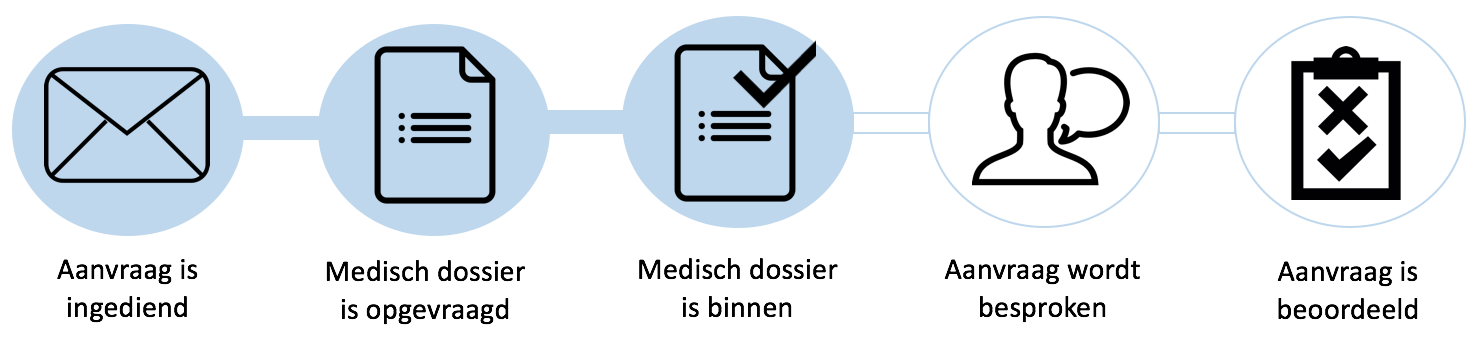 Aanvraag is
ingediend
Medisch dossier
is opgevraagd
Medisch dossier
is binnen
Aanvraag wordt
besproken
Aanvraag is
beoordeeld